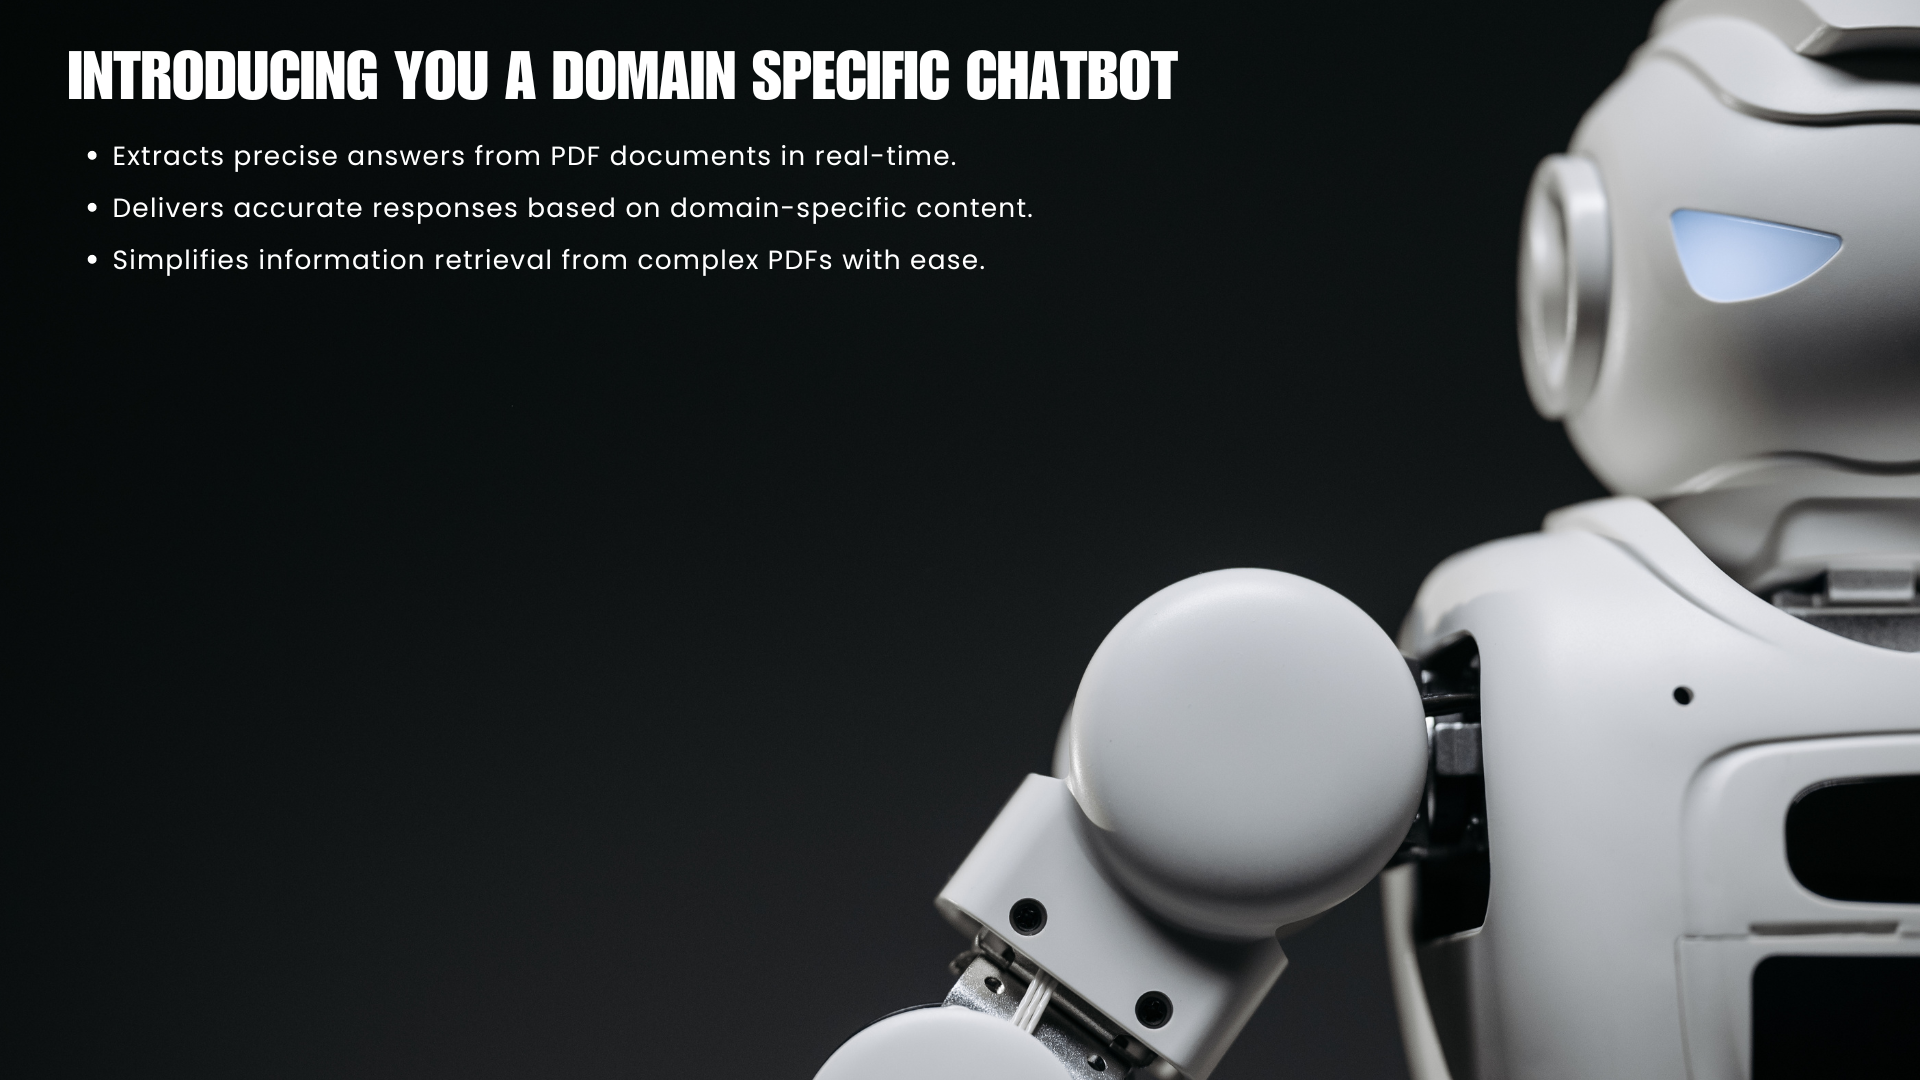 INTRODUCING YOU A DOMAIN SPECIFIC CHATBOT
• Extracts precise answers from PDF documents in real-time.
• Delivers accurate responses based on domain-specific content.
• Simplifies information retrieval from complex PDFs with ease.